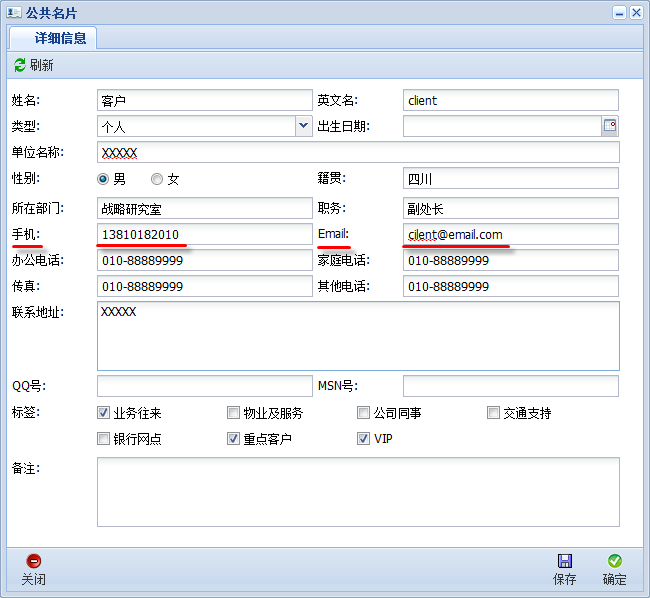 公共名片
详细信息
刷新
姓名: 客户 英文名: client
类型: 个人 出生日期:
单位名称: XXXXX
性别: 男 女 籍贯: 四川
所在部门: 战略研究室 职务: 副处长
手机: 13810182010 Email: cilent@email.com
办公电话: 010-88889999 家庭电话: 010-88889999
传真: 010-88889999 其他电话: 010-88889999
联系地址: XXXXX
QQ号: MSN号:
标签: 业务往来 物业及服务 公司同事 交通支持
银行网点 重点客户 VIP
备注:
关闭 保存 确定